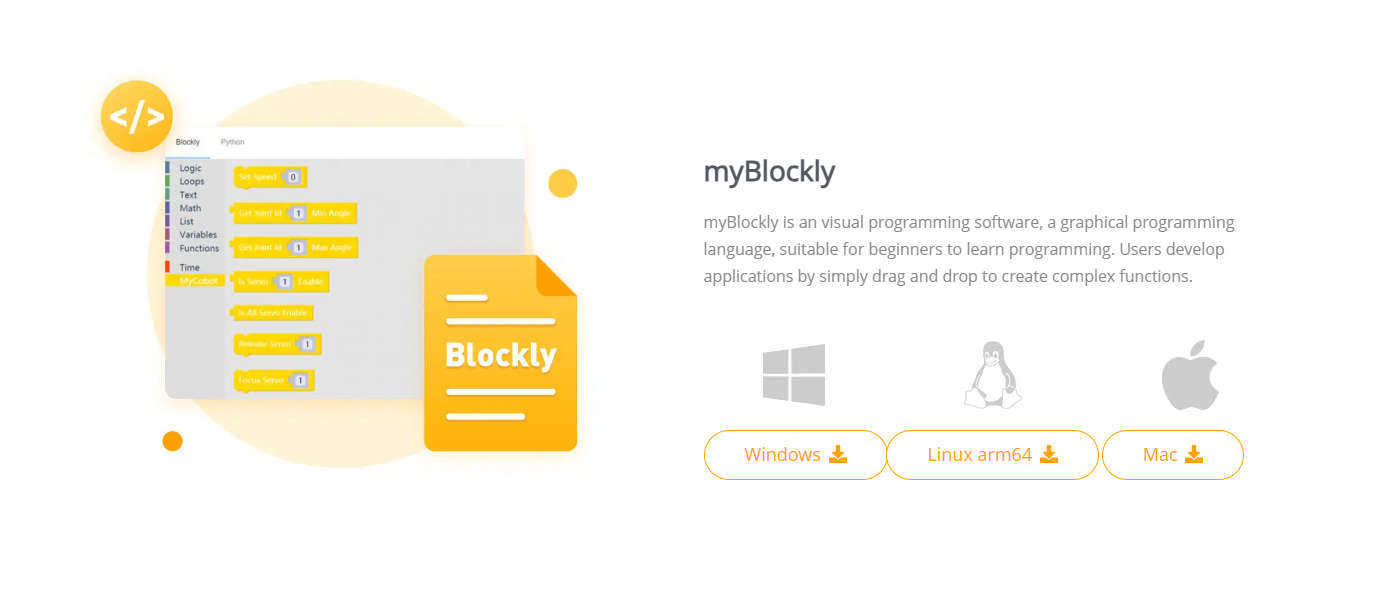 </>
Blockly Python
Logic
Loops
Text
Math
List
Variables
Functions
Time
MyCobot
Set Speed 0
Get Joint Id 1 Min Angle
Get Joint Id 1 Max Angle
Is Servo 1 Enable
Is All Servo Enable
Release Servo 1
Focus Servo 1
Blockly
myBlockly
myBlockly is an visual programming software, a graphical programming
language, suitable for beginners to learn programming. Users develop
applications by simply drag and drop to create complex functions.
Windows
Linux arm64
Mac